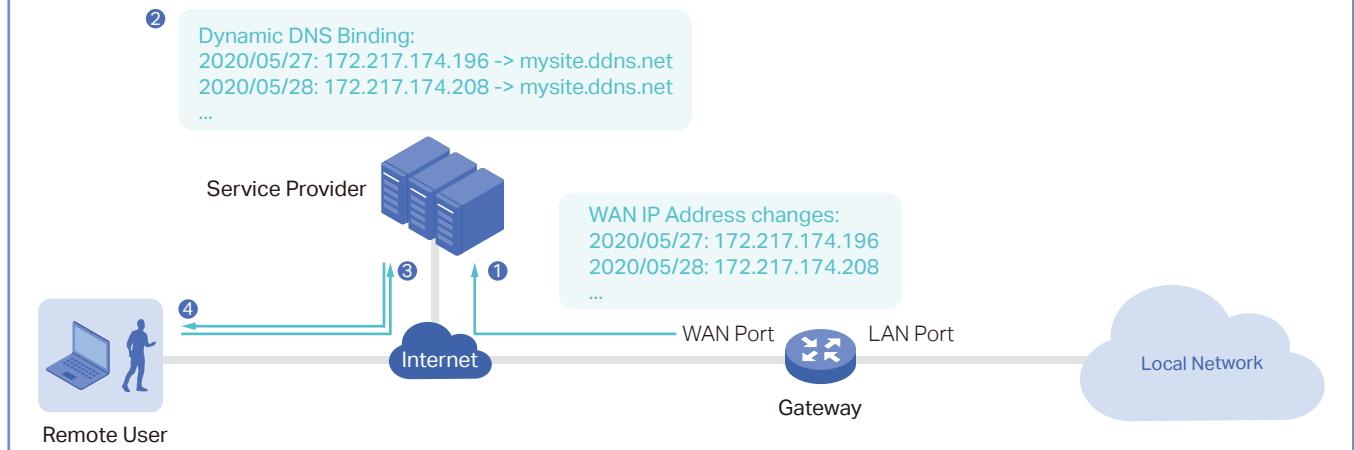 2
Dynamic DNS Binding:
2020/05/27: 172.217.174.196 -> mysite.ddns.net
2020/05/28: 172.217.174.208 -> mysite.ddns.net
...
Service Provider
WAN IP Address changes:
2020/05/27: 172.217.174.196
2020/05/28: 172.217.174.208
...
3
1
4
WAN Port
LAN Port
Internet
Local Network
Gateway
Remote User